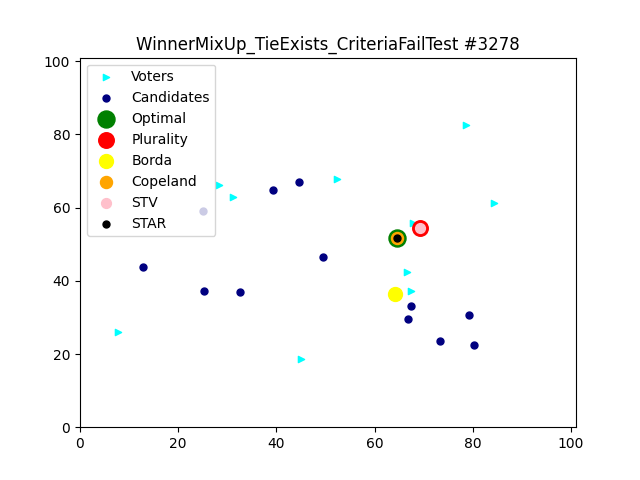 WinnerMixUp_TieExists_CriteriaFailTest #3278
100
80
60
40
20
0
0
20
40
60
80
100
Voters
Candidates
Optimal
Plurality
Borda
Copeland
STV
STAR